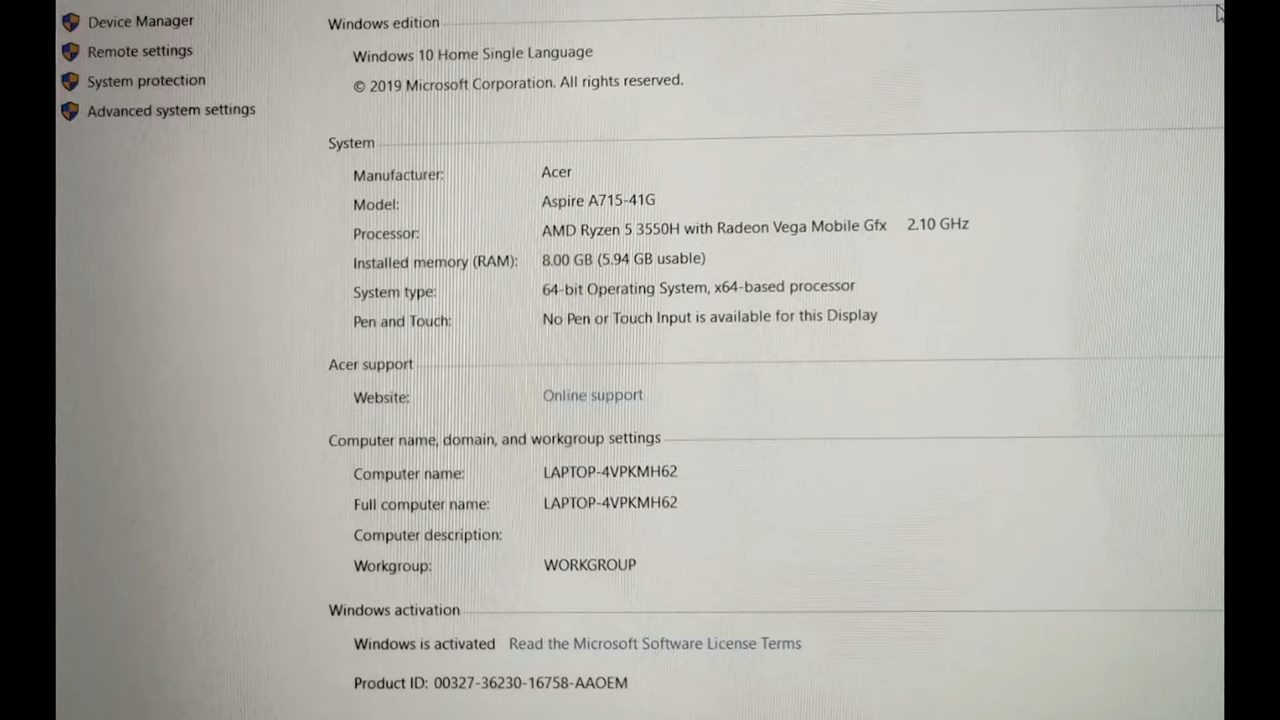 Device Manager
Remote settings
System protection
Advanced system settings
Windows edition
Windows 10 Home Single Language
© 2019 Microsoft Corporation. All rights reserved.
System
Manufacturer: Acer
Model: Aspire A715-41G
Processor: AMD Ryzen 5 3550H with Radeon Vega Mobile Gfx 2.10 GHz
Installed memory (RAM): 8.00 GB (5.94 GB usable)
System type: 64-bit Operating System, x64-based processor
Pen and Touch: No Pen or Touch Input is available for this Display
Acer support
Website: Online support
Computer name, domain, and workgroup settings
Computer name: LAPTOP-4VPKMH62
Full computer name: LAPTOP-4VPKMH62
Computer description:
Workgroup: WORKGROUP
Windows activation
Windows is activated Read the Microsoft Software License Terms
Product ID: 00327-36230-16758-AAOEM